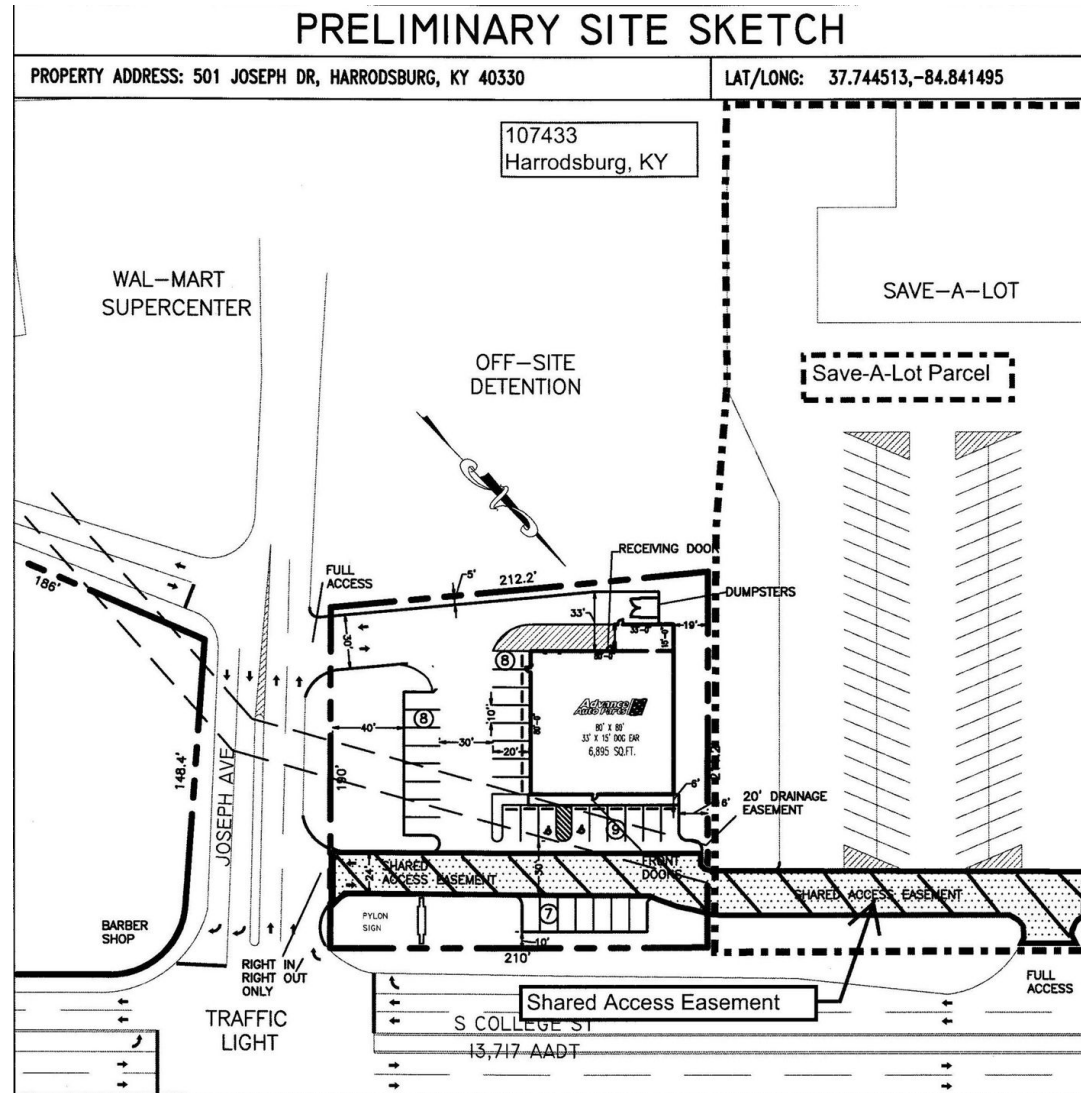 PRELIMINARY SITE SKETCH
PROPERTY ADDRESS: 501 JOSEPH DR, HARRODSBURG, KY 40330
LAT/LONG: 37.744513,-84.841495
107433
Harrodsburg, KY
WAL-MART
SUPERCENTER
SAVE-A-LOT
OFF-SITE
DETENTION
Save-A-Lot Parcel
RECEIVING DOOR
FULL
ACCESS
5'
212.2'
DUMPSTERS
186'
33'
33'-0"
19'
30'
8
8
Advance
Auto Parts
80' X 80'
33' X 15' DOG EAR
6,895 SQ.FT.
10'
40'
30'
20'
148.4'
190'
JOSEPH AVE
6'
6'
20' DRAINAGE
EASEMENT
9
FRONT
DOORS
SHARED
ACCESS EASEMENT
24'
30'
SHARED ACCESS EASEMENT
PYLON
SIGN
7
10'
210'
BARBER
SHOP
RIGHT IN/
RIGHT OUT
ONLY
FULL
ACCESS
Shared Access Easement
TRAFFIC
LIGHT
S COLLEGE ST
13,717 AADT